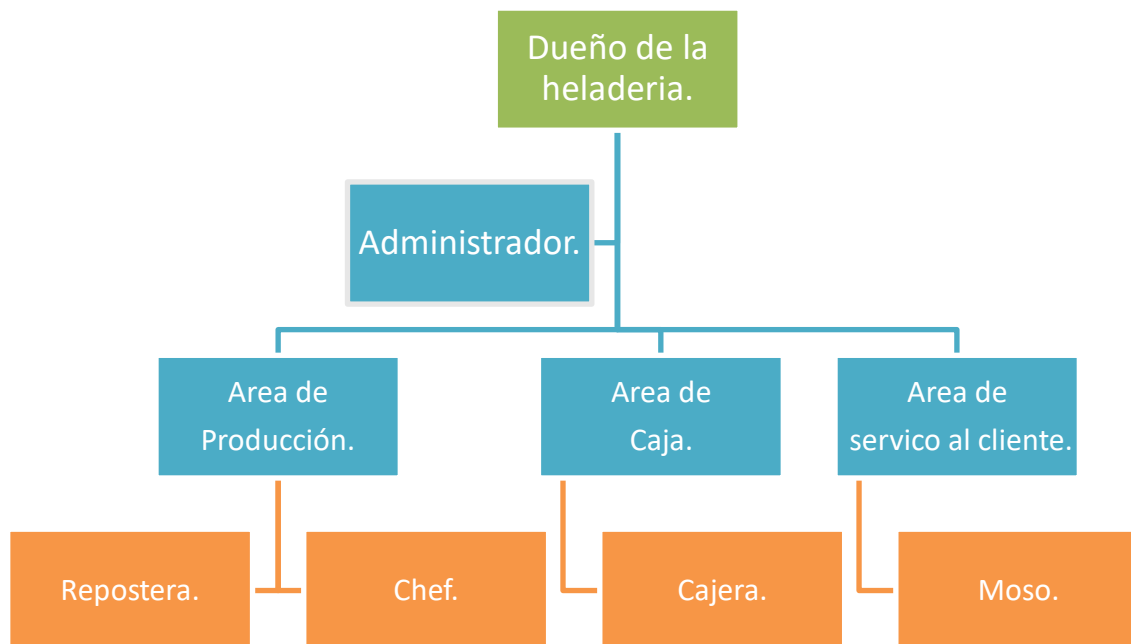 Dueño de la
heladeria.
Administrador.
Area de
Producción.
Area de
Caja.
Area de
servico al cliente.
Repostera.
Chef.
Cajera.
Moso.